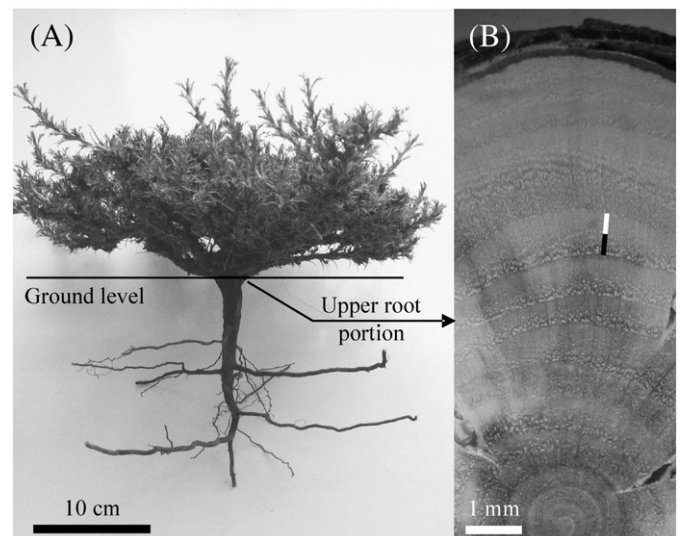 (A)
(B)
Ground level
Upper root
portion
10 cm
1 mm